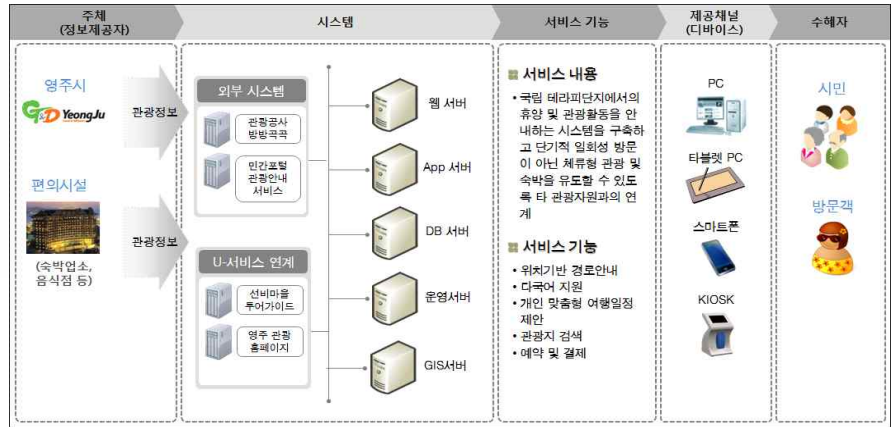 주체
(정보제공자)
시스템
서비스 기능
제공채널
(디바이스)
수혜자
영주시
G&D YeongJu
관광정보
편의시설
관광정보
(숙박업소,
음식점 등)
외부 시스템
관광공사
방방곡곡
민간포털
관광안내
서비스
U-서비스 연계
선비마을
투어가이드
영주 관광
홈페이지
웹 서버
App 서버
DB 서버
운영서버
GIS서버
서비스 내용
• 국립 테라피단지에서의
휴양 및 관광활동을 안
내하는 시스템을 구축하
고 단기적 일회성 방문
이 아닌 체류형 관광 및
숙박을 유도할 수 있도
록 타 관광자원과의 연
계
서비스 기능
• 위치기반 경로안내
• 다국어 지원
• 개인 맞춤형 여행일정
제안
• 관광지 검색
• 예약 및 결제
PC
타블렛 PC
스마트폰
KIOSK
시민
방문객